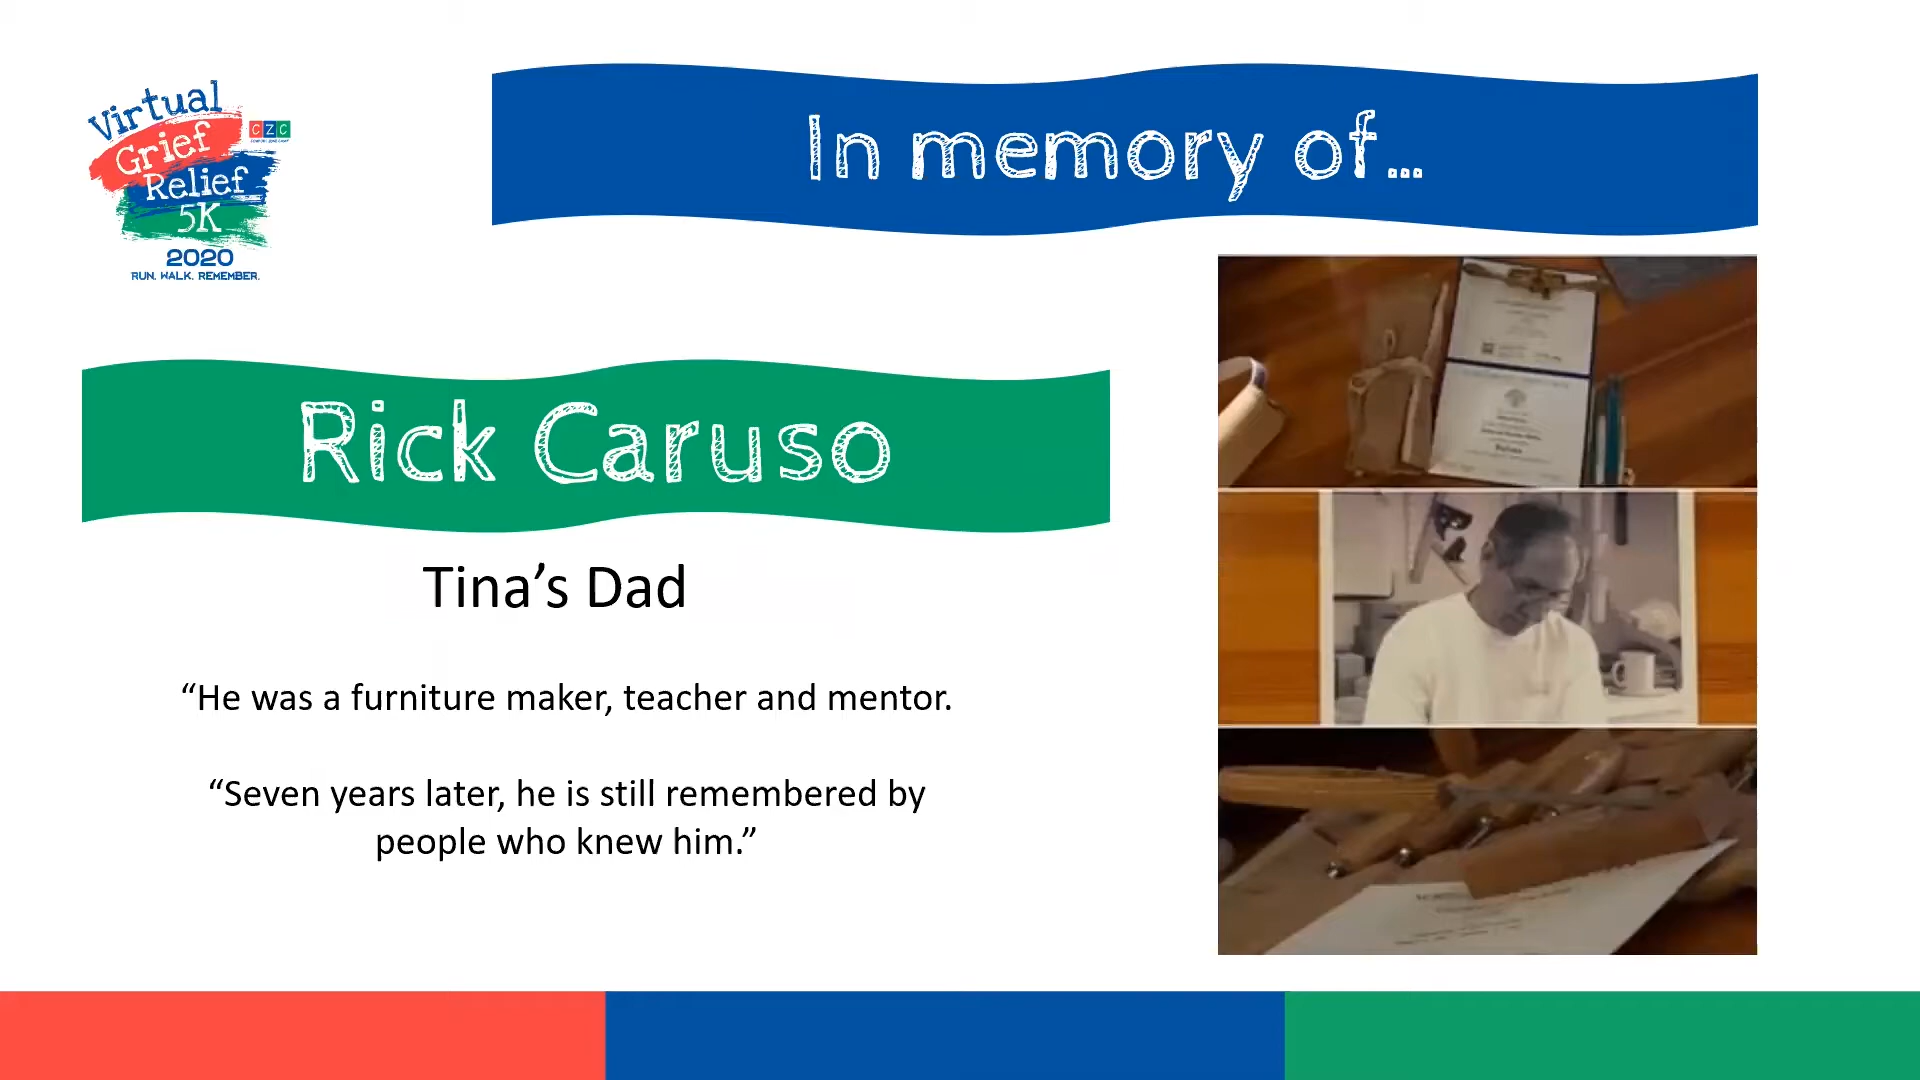 Virtual
Grief
Relief
5K
CZC
2020
RUN. WALK. REMEMBER.
In memory of...
Rick Caruso
Tina’s Dad
“He was a furniture maker, teacher and mentor.
“Seven years later, he is still remembered by
people who knew him.”